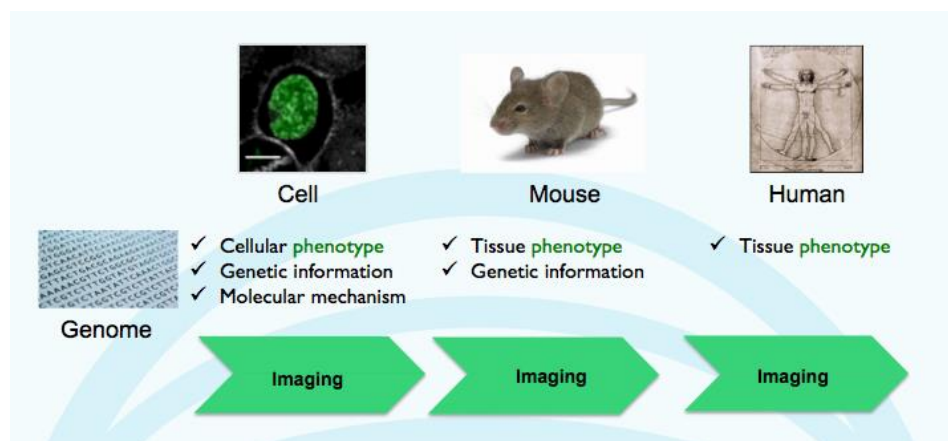 Cell
Mouse
Human
✓ Cellular phenotype
✓ Genetic information
✓ Molecular mechanism
✓ Tissue phenotype
✓ Genetic information
✓ Tissue phenotype
Genome
Imaging
Imaging
Imaging